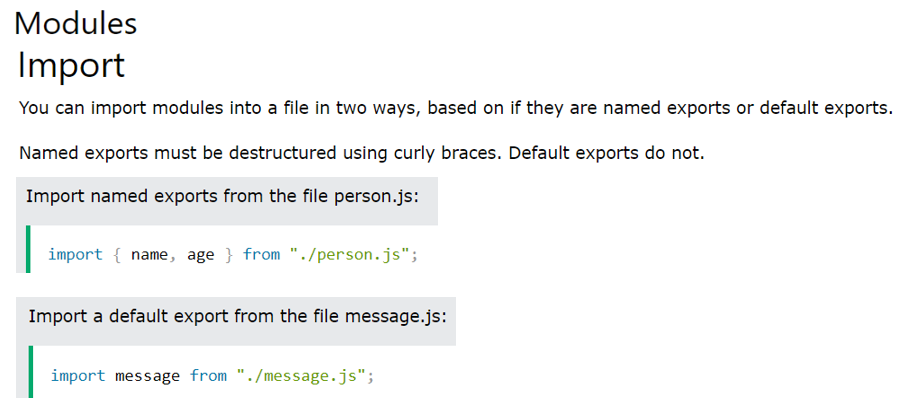 Modules
Import
You can import modules into a file in two ways, based on if they are named exports or default exports.
Named exports must be destructured using curly braces. Default exports do not.
Import named exports from the file person.js:
import { name, age } from "./person.js";
Import a default export from the file message.js:
import message from "./message.js";